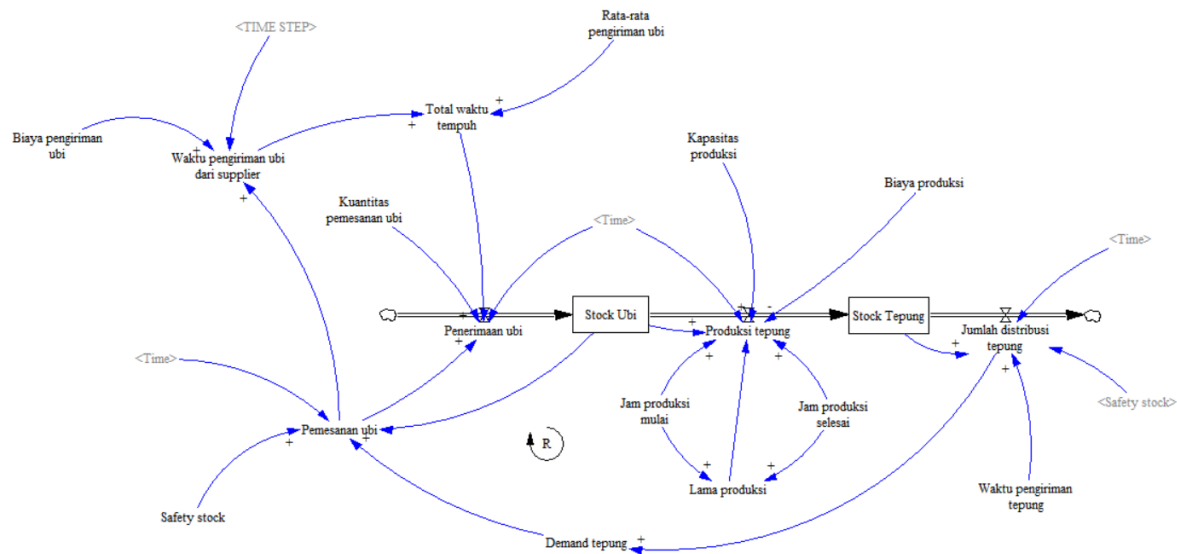 Rata-rata
pengiriman ubi
<TIME STEP>
Total waktu
tempuh
Biaya pengiriman
ubi
Waktu pengiriman ubi
dari supplier
Kapasitas
produksi
Biaya produksi
Kuantitas
pemesanan ubi
<Time>
<Time>
Stock Ubi
Stock Tepung
Penerimaan ubi
Produksi tepung
Jumlah distribusi
tepung
<Time>
<Safety stock>
Jam produksi
mulai
Jam produksi
selesai
Pemesanan ubi
R
Lama produksi
Waktu pengiriman
tepung
Safety stock
Demand tepung